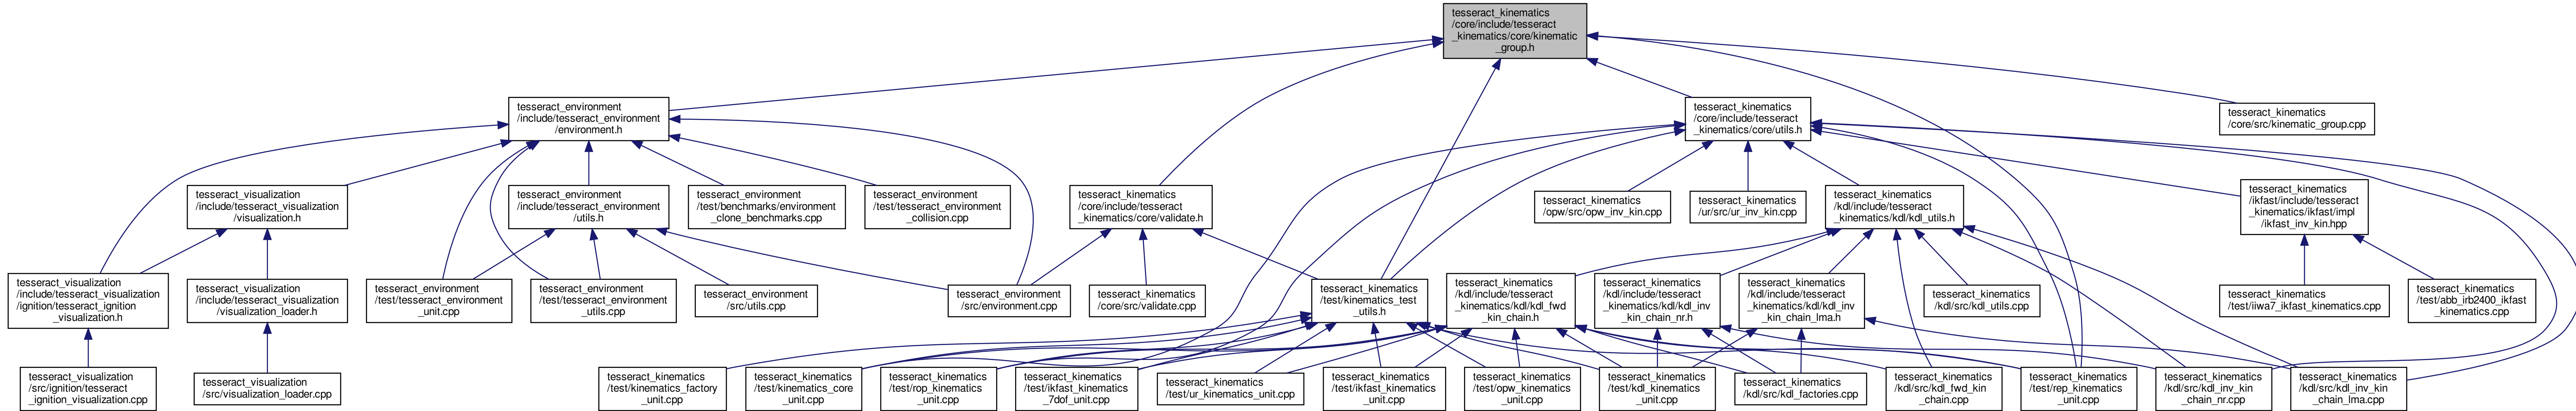 tesseract_kinematics
/core/include/tesseract
_kinematics/core/kinematic
_group.h
tesseract_environment
/include/tesseract_environment
/environment.h
tesseract_kinematics
/core/include/tesseract
_kinematics/core/utils.h
tesseract_kinematics
/core/src/kinematic_group.cpp
tesseract_visualization
/include/tesseract_visualization
/visualization.h
tesseract_environment
/include/tesseract_environment
/utils.h
tesseract_environment
/test/benchmarks/environment
_clone_benchmarks.cpp
tesseract_environment
/test/tesseract_environment
_collision.cpp
tesseract_kinematics
/core/include/tesseract
_kinematics/core/validate.h
tesseract_kinematics
/opw/src/opw_inv_kin.cpp
tesseract_kinematics
/ur/src/ur_inv_kin.cpp
tesseract_kinematics
/kdl/include/tesseract
_kinematics/kdl/kdl_utils.h
tesseract_kinematics
/ikfast/include/tesseract
_kinematics/ikfast/impl
/ikfast_inv_kin.hpp
tesseract_visualization
/include/tesseract_visualization
/ignition/tesseract_ignition
_visualization.h
tesseract_visualization
/include/tesseract_visualization
/visualization_loader.h
tesseract_environment
/test/tesseract_environment
_unit.cpp
tesseract_environment
/test/tesseract_environment
_utils.cpp
tesseract_environment
/src/utils.cpp
tesseract_environment
/src/environment.cpp
tesseract_kinematics
/core/src/validate.cpp
tesseract_kinematics
/test/kinematics_test
_utils.h
tesseract_kinematics
/kdl/include/tesseract
_kinematics/kdl/kdl_fwd
_kin_chain.h
tesseract_kinematics
/kdl/include/tesseract
_kinematics/kdl/kdl_inv
_kin_chain_nr.h
tesseract_kinematics
/kdl/include/tesseract
_kinematics/kdl/kdl_inv
_kin_chain_lma.h
tesseract_kinematics
/kdl/src/kdl_utils.cpp
tesseract_kinematics
/test/iiwa7_ikfast_kinematics.cpp
tesseract_kinematics
/test/abb_irb2400_ikfast
_kinematics.cpp
tesseract_visualization
/src/ignition/tesseract
_ignition_visualization.cpp
tesseract_visualization
/src/visualization_loader.cpp
tesseract_kinematics
/test/kinematics_factory
_unit.cpp
tesseract_kinematics
/test/kinematics_core
_unit.cpp
tesseract_kinematics
/test/rop_kinematics
_unit.cpp
tesseract_kinematics
/test/ikfast_kinematics
_7dof_unit.cpp
tesseract_kinematics
/test/ur_kinematics_unit.cpp
tesseract_kinematics
/test/ikfast_kinematics
_unit.cpp
tesseract_kinematics
/test/opw_kinematics
_unit.cpp
tesseract_kinematics
/test/kdl_kinematics
_unit.cpp
tesseract_kinematics
/kdl/src/kdl_factories.cpp
tesseract_kinematics
/kdl/src/kdl_fwd_kin
_chain.cpp
tesseract_kinematics
/test/rep_kinematics
_unit.cpp
tesseract_kinematics
/kdl/src/kdl_inv_kin
_chain_nr.cpp
tesseract_kinematics
/kdl/src/kdl_inv_kin
_chain_lma.cpp